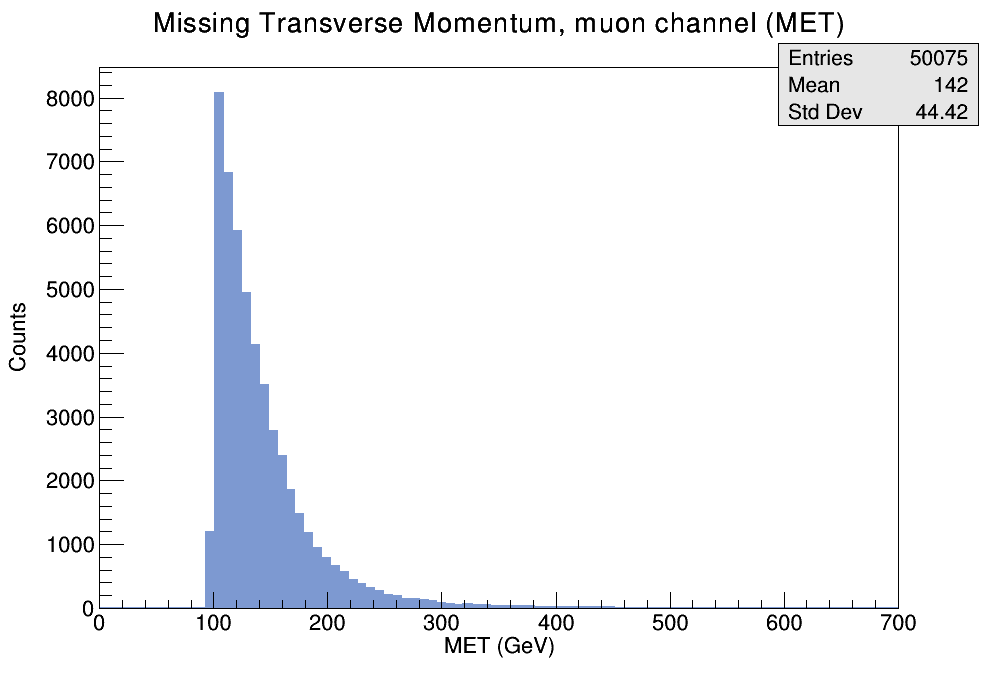 Missing Transverse Momentum, muon channel (MET)
Entries 50075
Mean 142
Std Dev 44.42
8000
7000
6000
5000
4000
3000
2000
1000
0
Counts
0 100 200 300 400 500 600 700
MET (GeV)